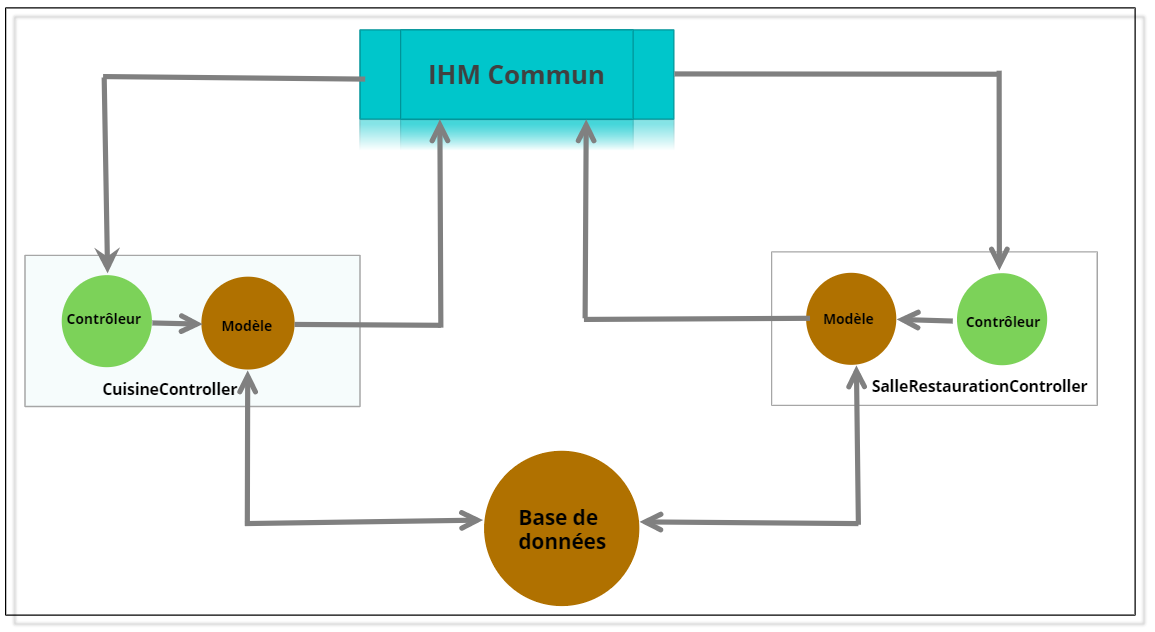 IHM Commun
Contrôleur
Modèle
CuisineController
Modèle
Contrôleur
SalleRestaurationController
Base de
données